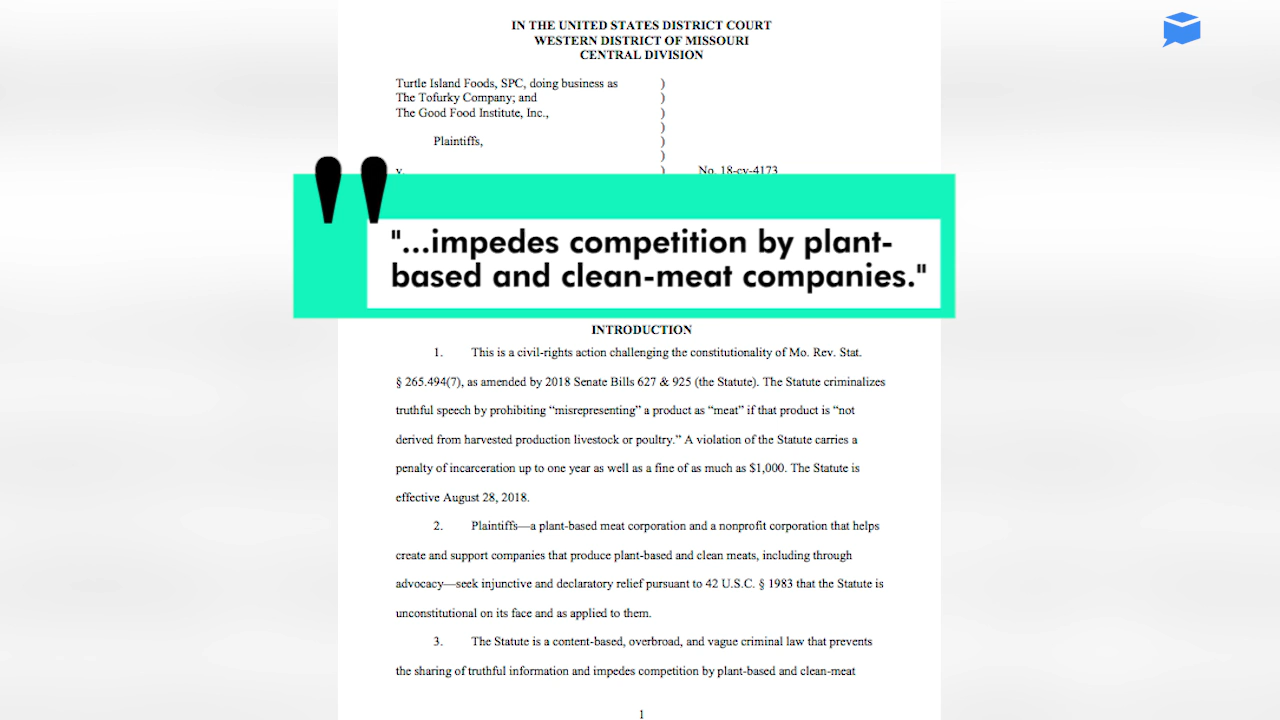 IN THE UNITED STATES DISTRICT COURT
WESTERN DISTRICT OF MISSOURI
CENTRAL DIVISION
Turtle Island Foods, SPC, doing business as )
The Tofurky Company; and )
The Good Food Institute, Inc., )
)
Plaintiffs, )
)
v. ) No. 18-cv-4173
"
"...impedes competition by plant-
based and clean-meat companies."
INTRODUCTION
1. This is a civil-rights action challenging the constitutionality of Mo. Rev. Stat.
§ 265.494(7), as amended by 2018 Senate Bills 627 & 925 (the Statute). The Statute criminalizes
truthful speech by prohibiting “misrepresenting” a product as “meat” if that product is “not
derived from harvested production livestock or poultry.” A violation of the Statute carries a
penalty of incarceration up to one year as well as a fine of as much as $1,000. The Statute is
effective August 28, 2018.
2. Plaintiffs—a plant-based meat corporation and a nonprofit corporation that helps
create and support companies that produce plant-based and clean meats, including through
advocacy—seek injunctive and declaratory relief pursuant to 42 U.S.C. § 1983 that the Statute is
unconstitutional on its face and as applied to them.
3. The Statute is a content-based, overbroad, and vague criminal law that prevents
the sharing of truthful information and impedes competition by plant-based and clean-meat
1